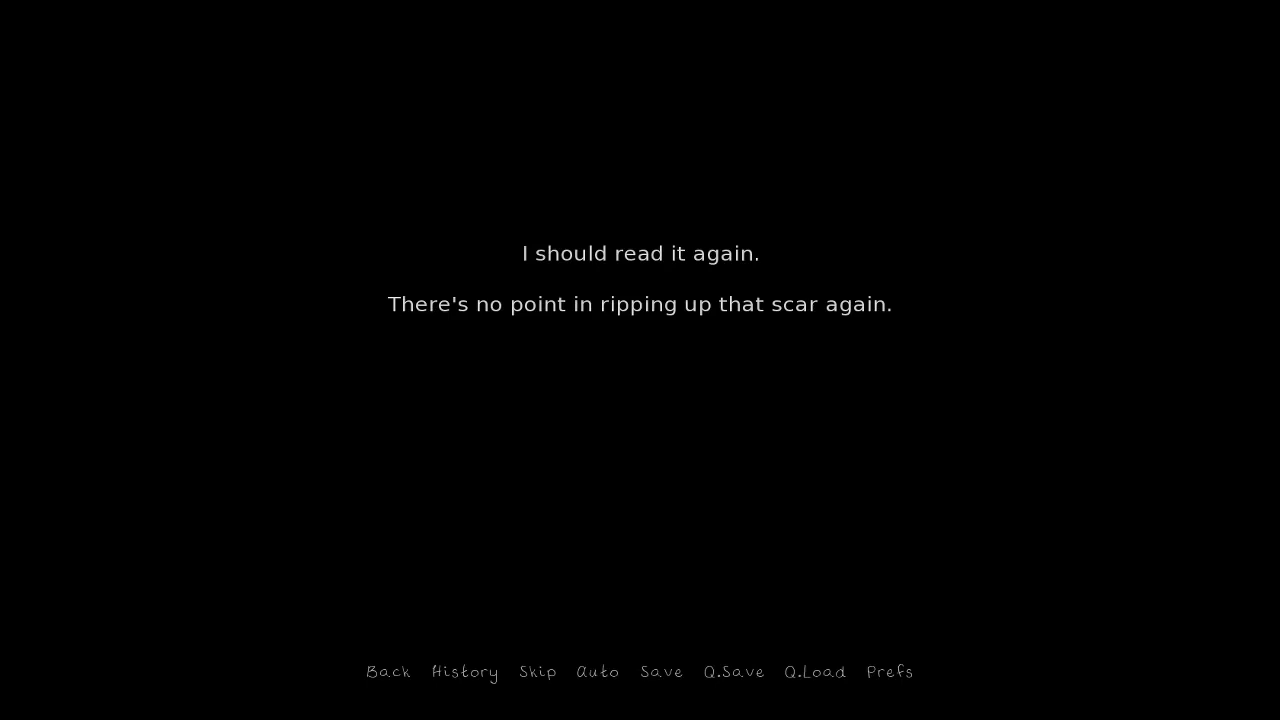 I should read it again.
There's no point in ripping up that scar again.
Back History Skip Auto Save Q.Save Q.Load Prefs